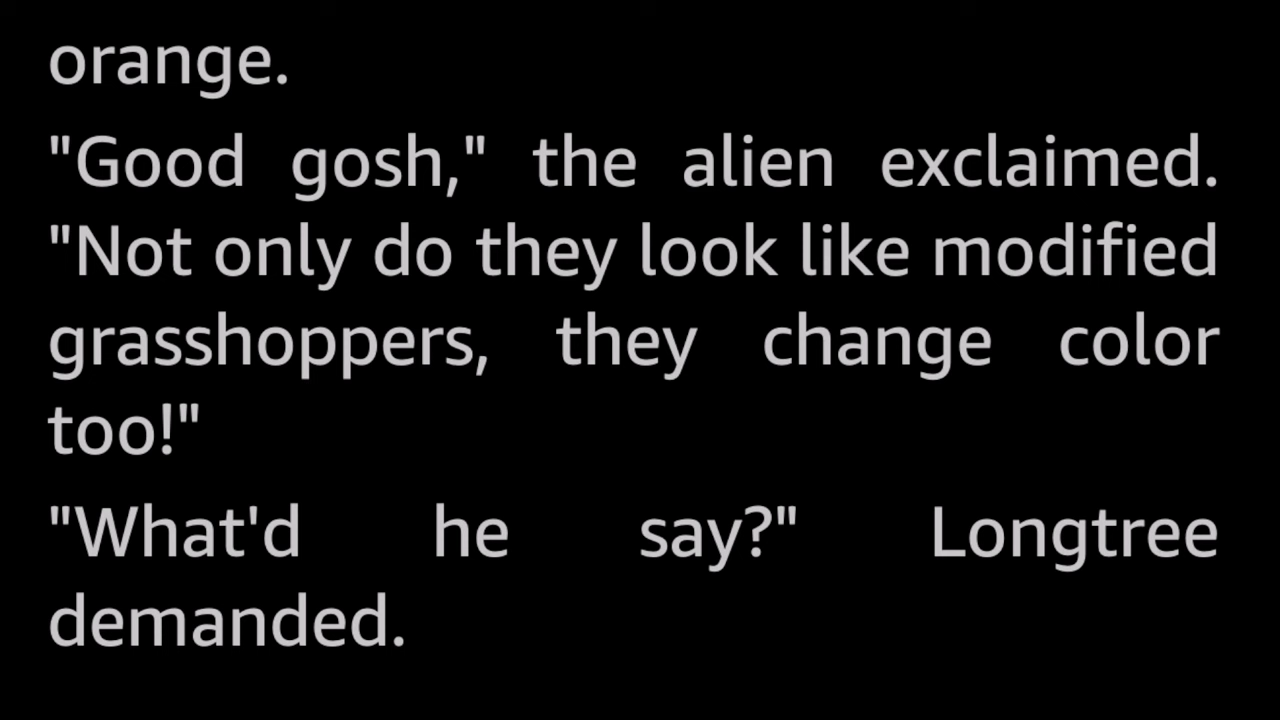 orange.
"Good gosh," the alien exclaimed.
"Not only do they look like modified
grasshoppers, they change color
too!"
"What'd he say?" Longtree
demanded.